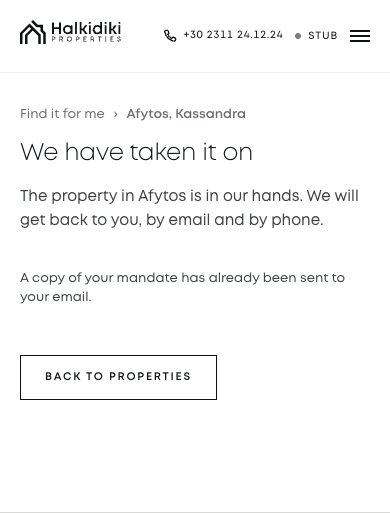 Halkidiki
PROPERTIES
+30 2311 24.12.24
STUB
Find it for me › Afytos, Kassandra
We have taken it on
The property in Afytos is in our hands. We will
get back to you, by email and by phone.
A copy of your mandate has already been sent to
your email.
BACK TO PROPERTIES